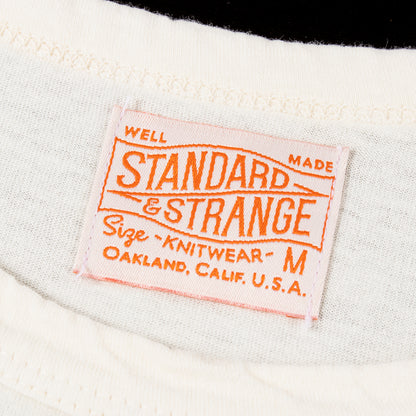 WELL MADE
STANDARD
& STRANGE
Size -KNITWEAR- M
OAKLAND, CALIF. U.S.A.